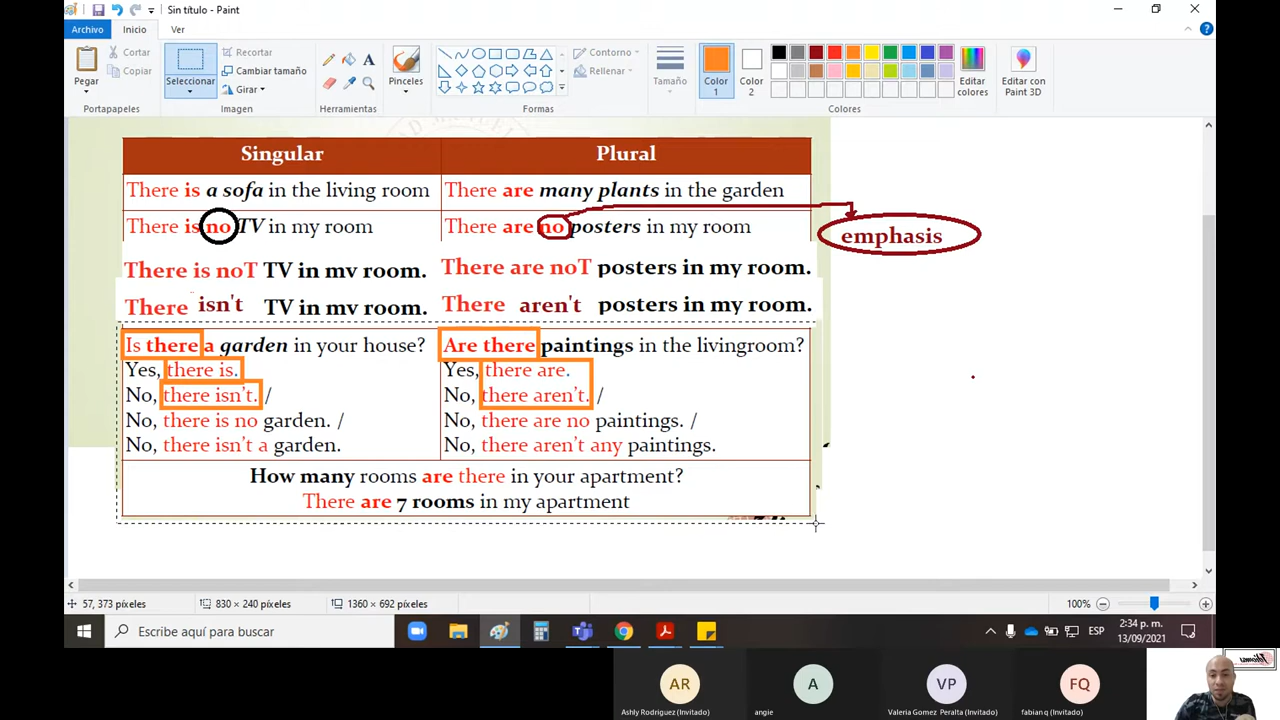 Sin título - Paint
Archivo Inicio Ver
Pegar
Cortar
Copiar
Portapapeles
Seleccionar
Recortar
Cambiar tamaño
Girar
Imagen
Herramientas
Pinceles
Contorno
Rellenar
Formas
Tamaño
Color 1
Color 2
Editar colores
Colores
Editar con Paint 3D
Singular Plural
There is a sofa in the living room There are many plants in the garden
There is no TV in my room There are no posters in my room
emphasis
There is noT TV in mv room. There are noT posters in my room.
There isn't TV in mv room. There aren't posters in my room.
Is there a garden in your house? Are there paintings in the livingroom?
Yes, there is. Yes, there are.
No, there isn't. / No, there aren't. /
No, there is no garden. / No, there are no paintings. /
No, there isn't a garden. No, there aren't any paintings.
How many rooms are there in your apartment?
There are 7 rooms in my apartment
57, 373 píxeles 830 × 240 píxeles 1360 × 692 píxeles 100%
Escribe aquí para buscar
ESP
2:34 p. m.
13/09/2021
AR A VP FQ
Ashly Rodriguez (Invitado) angie Valeria Gomez Peralta (Invitado) fabian q (Invitado)